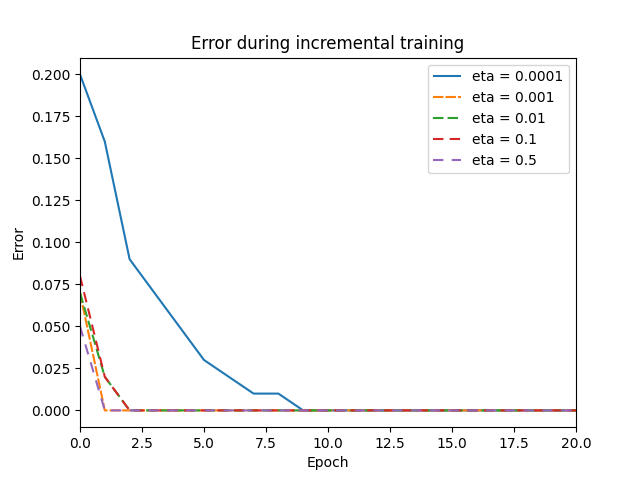 Error during incremental training
eta = 0.0001
eta = 0.001
eta = 0.01
eta = 0.1
eta = 0.5
Error
0.200
0.175
0.150
0.125
0.100
0.075
0.050
0.025
0.000
0.0 2.5 5.0 7.5 10.0 12.5 15.0 17.5 20.0
Epoch